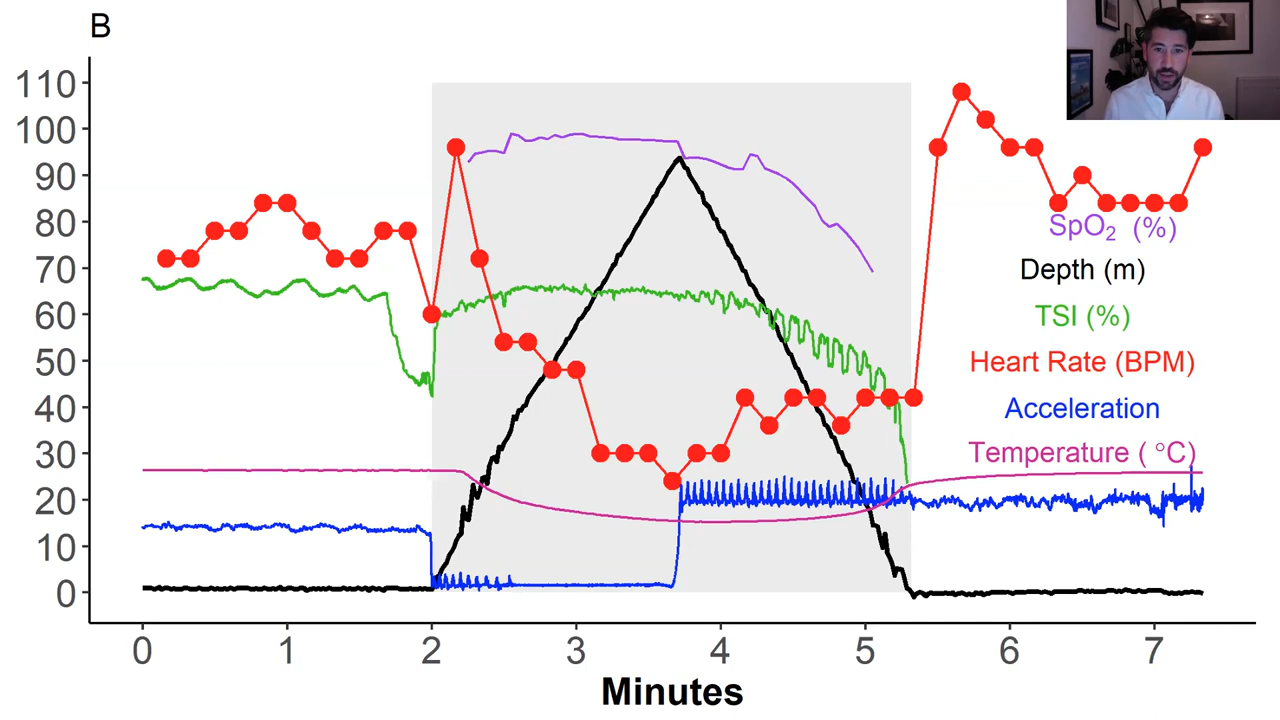 B
110
100
90
80
70
60
50
40
30
20
10
0
SpO₂ (%)
Depth (m)
TSI (%)
Heart Rate (BPM)
Acceleration
Temperature ( °C)
0 1 2 3 4 5 6 7
Minutes